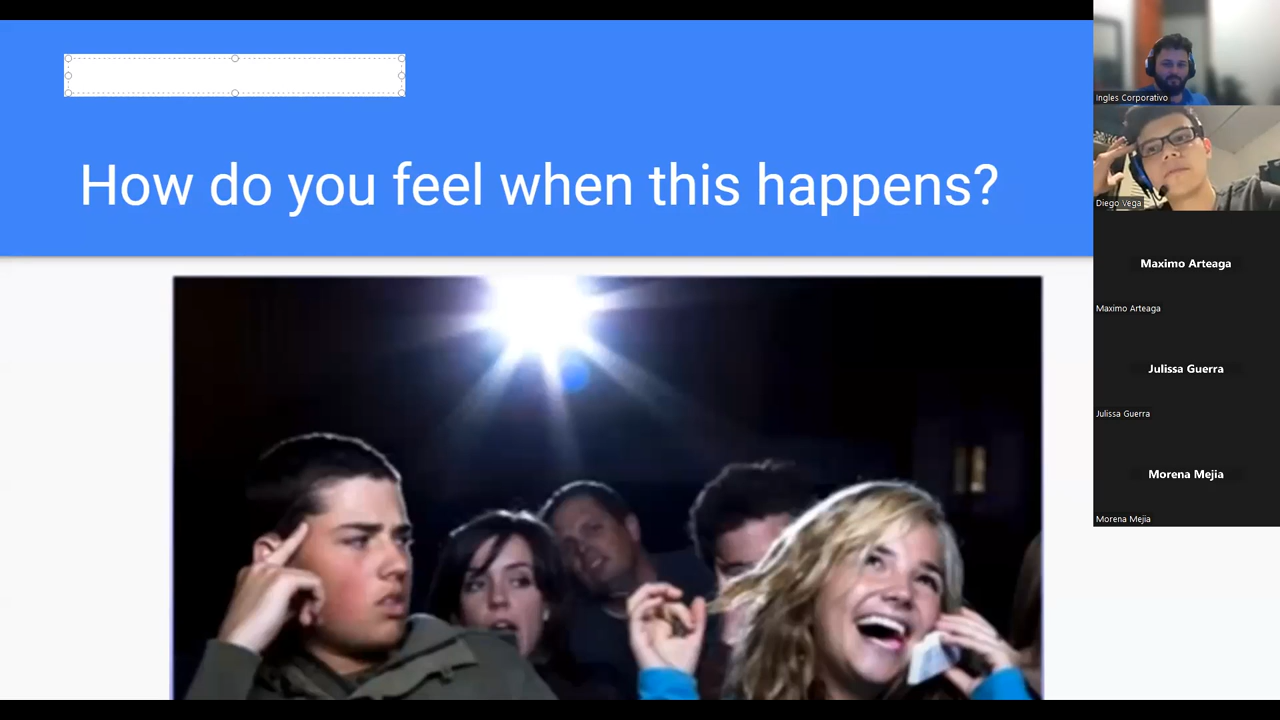 How do you feel when this happens?
Ingles Corporativo
Diego Vega
Maximo Arteaga
Maximo Arteaga
Julissa Guerra
Julissa Guerra
Morena Mejia
Morena Mejia